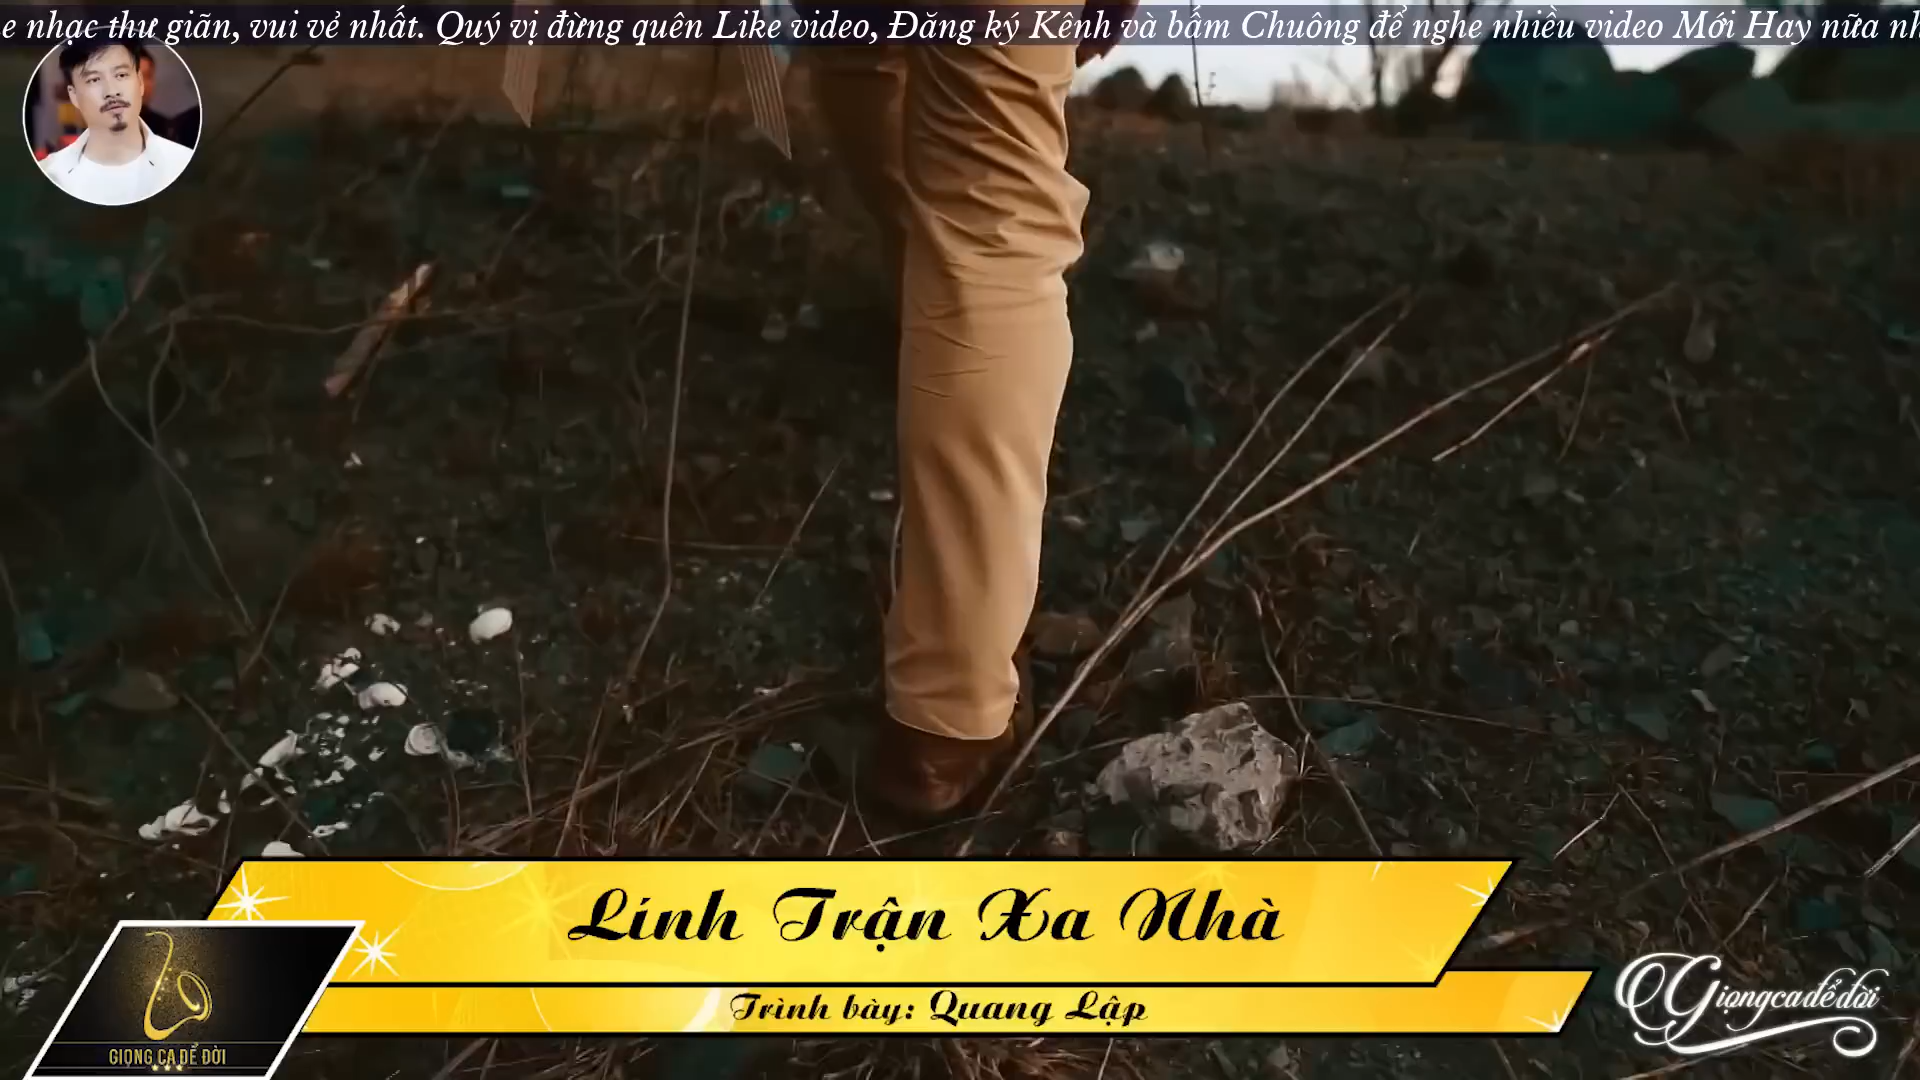 e nhạc thư giãn, vui vẻ nhất. Quý vị đừng quên Like video, Đăng ký Kênh và bấm Chuông để nghe nhiều video Mới Hay nữa nh
Lính Trận Xa Nhà
Trình bày: Quang Lập
GIỌNG CA ĐỂ ĐỜI
Giọngcađểđời